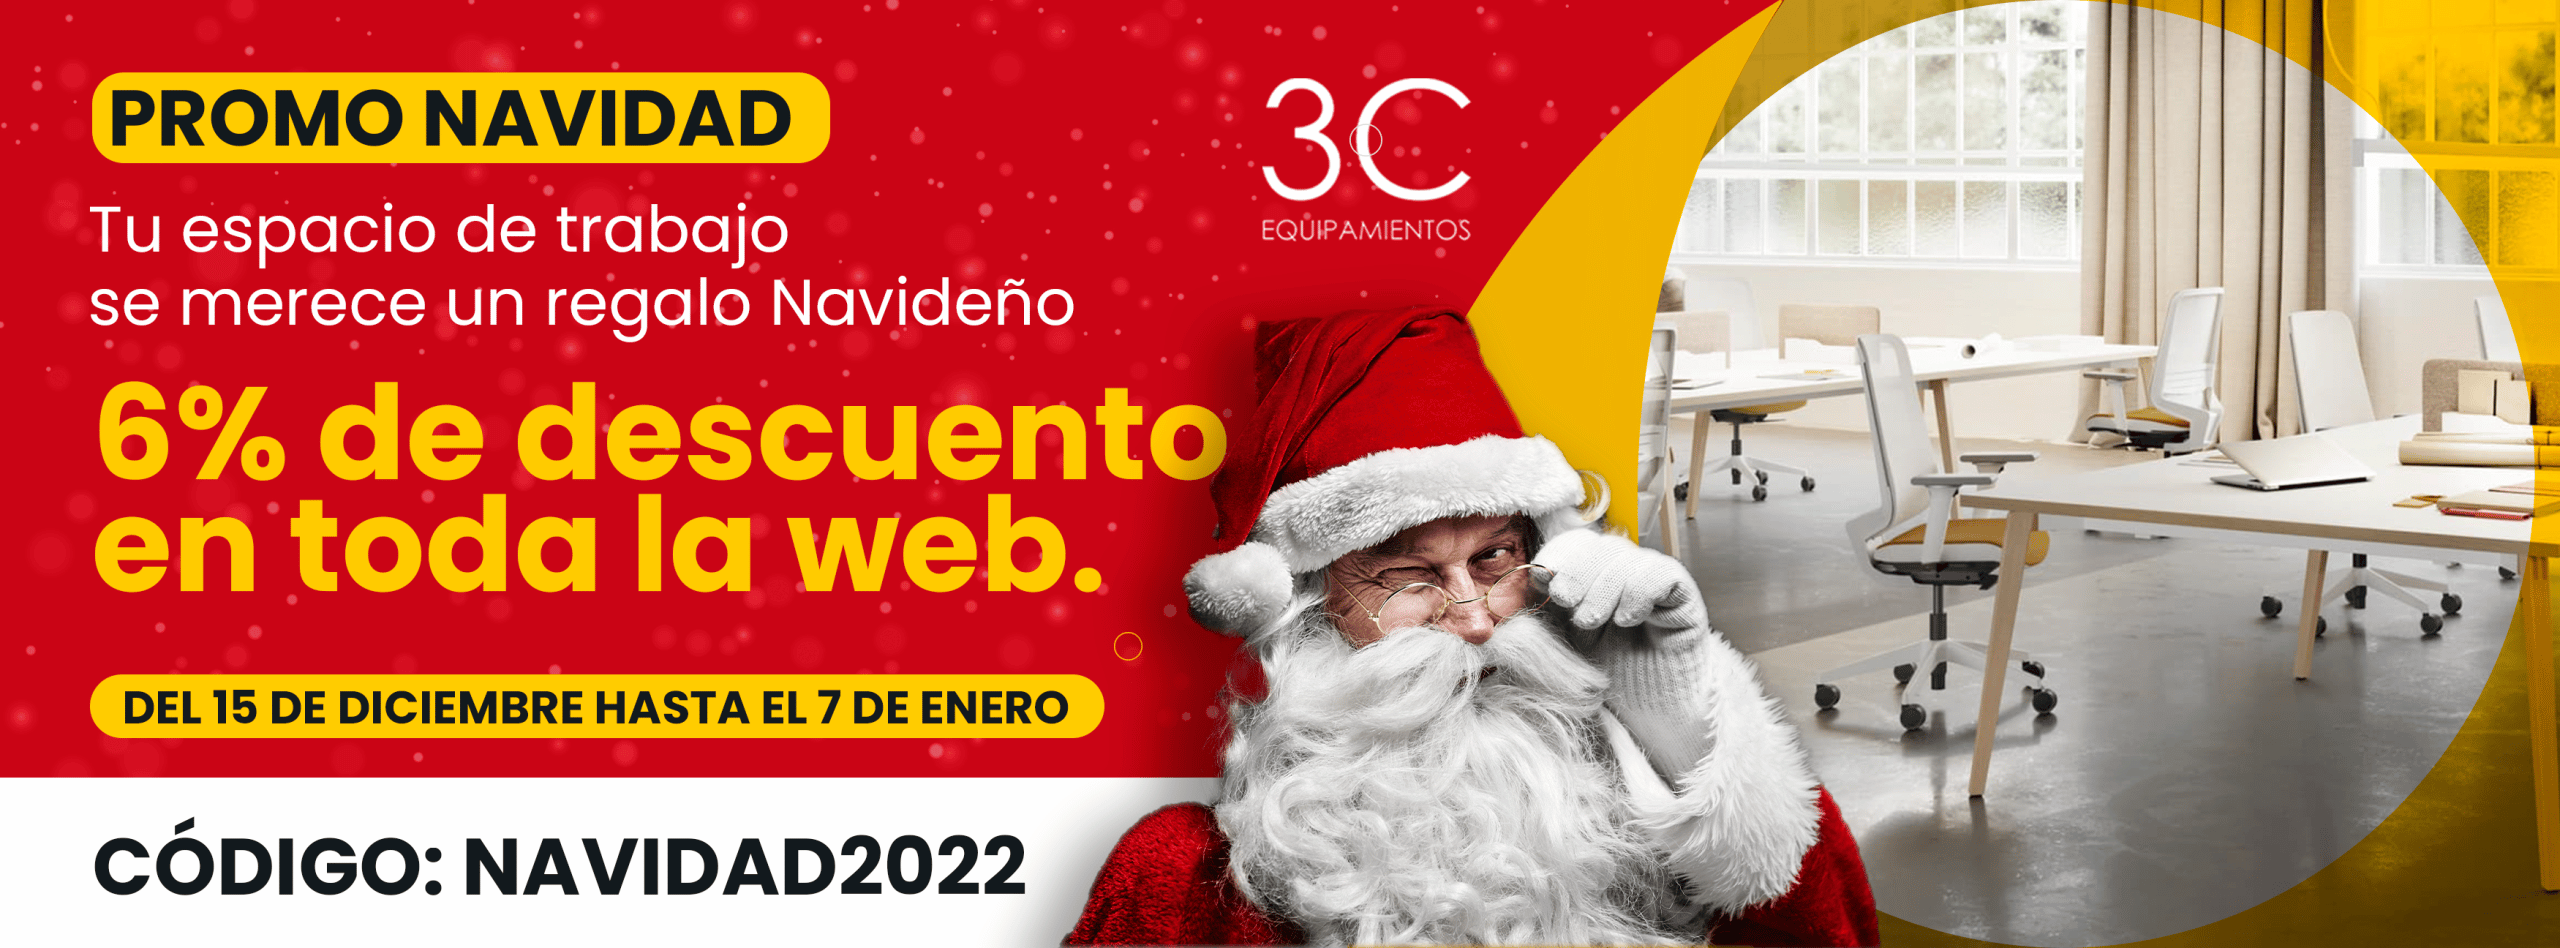 PROMO NAVIDAD
Tu espacio de trabajo
se merece un regalo Navideño
6% de descuento
en toda la web.
DEL 15 DE DICIEMBRE HASTA EL 7 DE ENERO
CÓDIGO: NAVIDAD2022
3C
EQUIPAMIENTOS